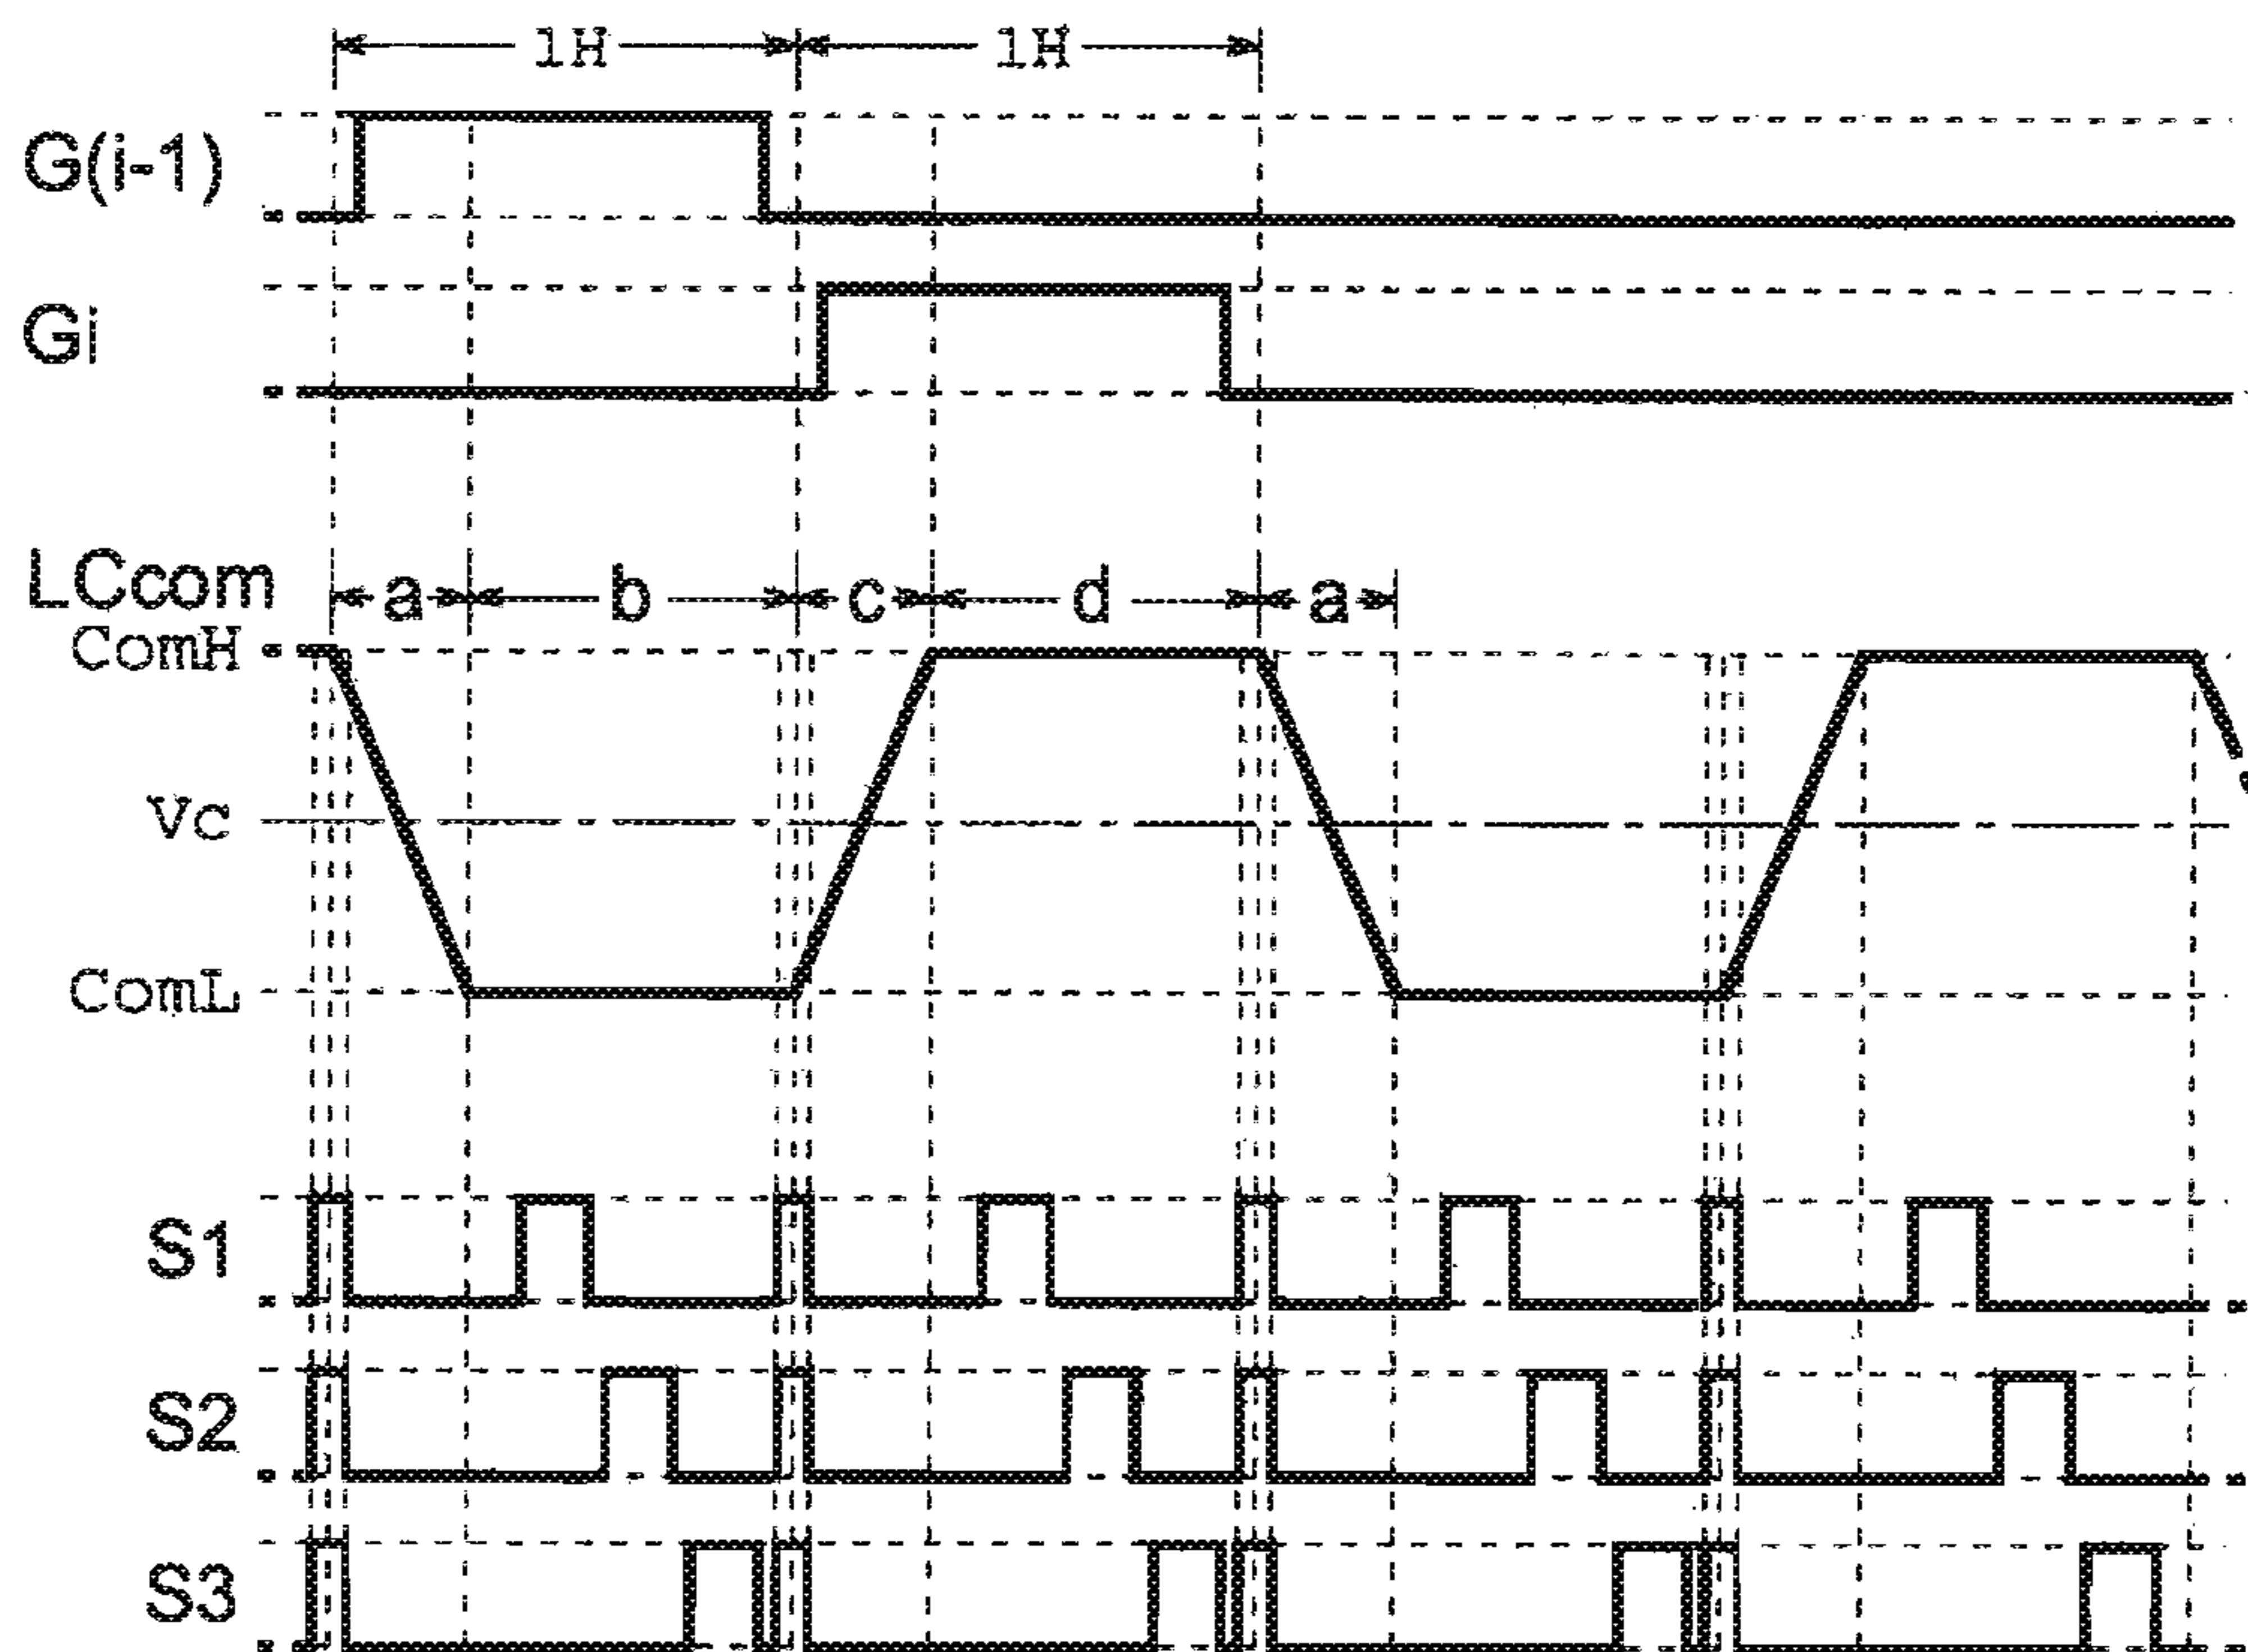 1H 1H
G(i-1)
Gi
LCcom
a b c d a
ComH
Vc
ComL
S1
S2
S3